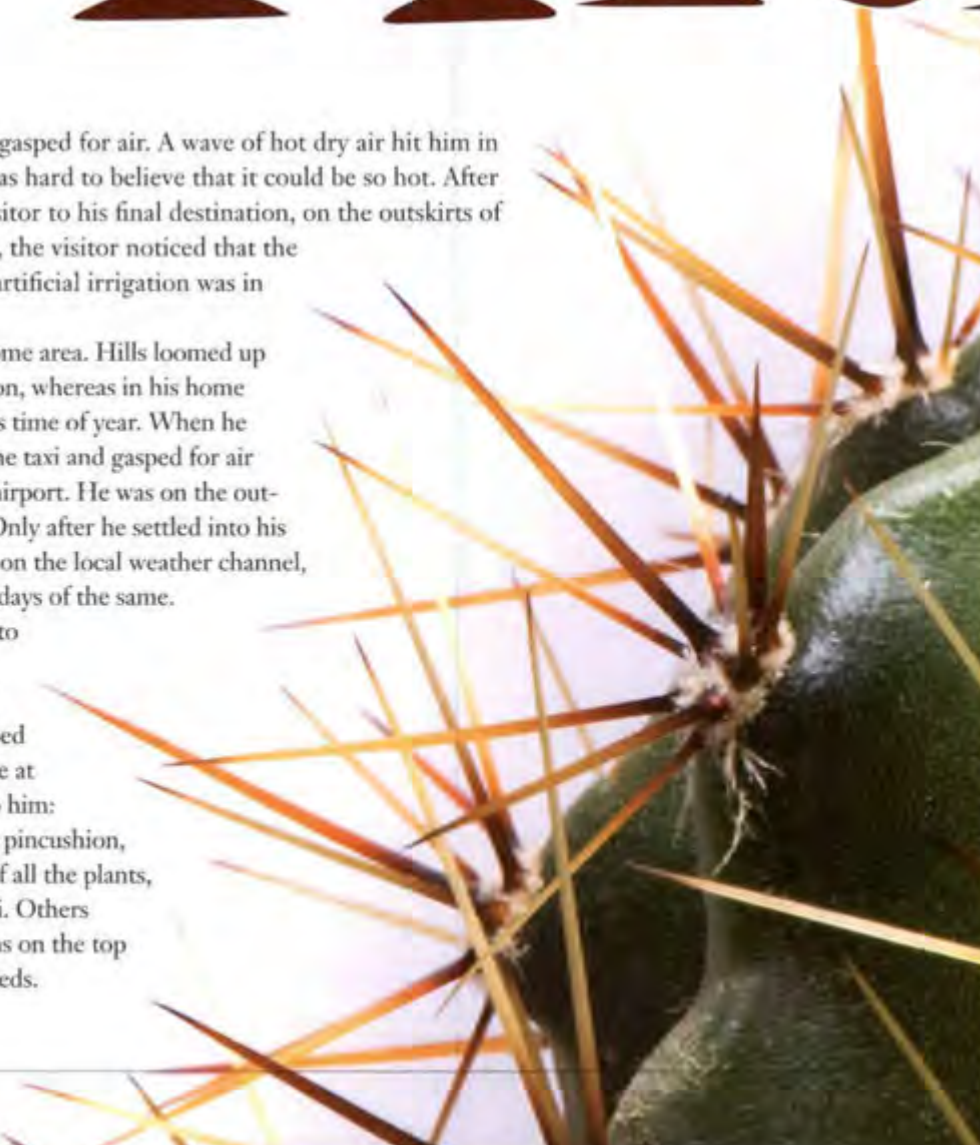 gasped for air. A wave of hot dry air hit him in
as hard to believe that it could be so hot. After
sitor to his final destination, on the outskirts of
, the visitor noticed that the
artificial irrigation was in
ome area. Hills loomed up
on, whereas in his home
s time of year. When he
he taxi and gasped for air
airport. He was on the out-
Only after he settled into his
on the local weather channel,
days of the same.
to
ed
e at
him:
pincushion,
f all the plants,
i. Others
as on the top
eds.